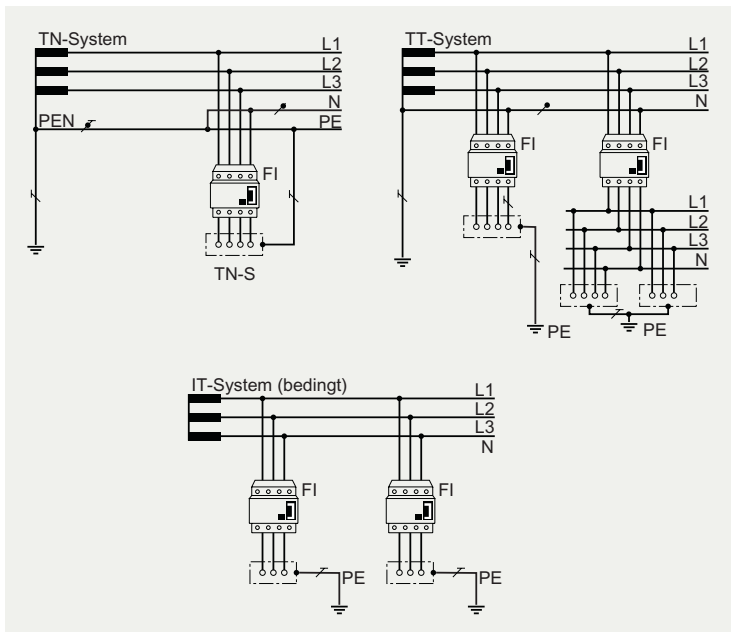 TN-System
L1
L2
L3
N
PEN
PE
FI
TN-S
TT-System
L1
L2
L3
N
FI
FI
L1
L2
L3
N
PE
PE
IT-System (bedingt)
L1
L2
L3
N
FI
FI
PE
PE